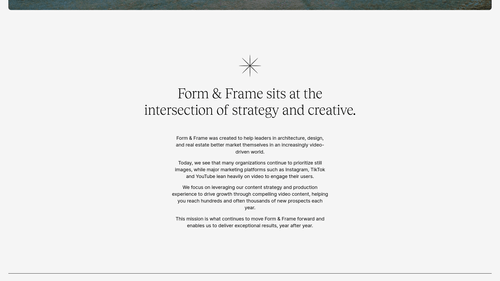 Form & Frame sits at the
intersection of strategy and creative.
Form & Frame was created to help leaders in architecture, design,
and real estate better market themselves in an increasingly video-
driven world.
Today, we see that many organizations continue to prioritize still
images, while major marketing platforms such as Instagram, TikTok
and YouTube lean heavily on video to engage their users.
We focus on leveraging our content strategy and production
experience to drive growth through compelling video content, helping
you reach hundreds and often thousands of new prospects each
year.
This mission is what continues to move Form & Frame forward and
enables us to deliver exceptional results, year after year.